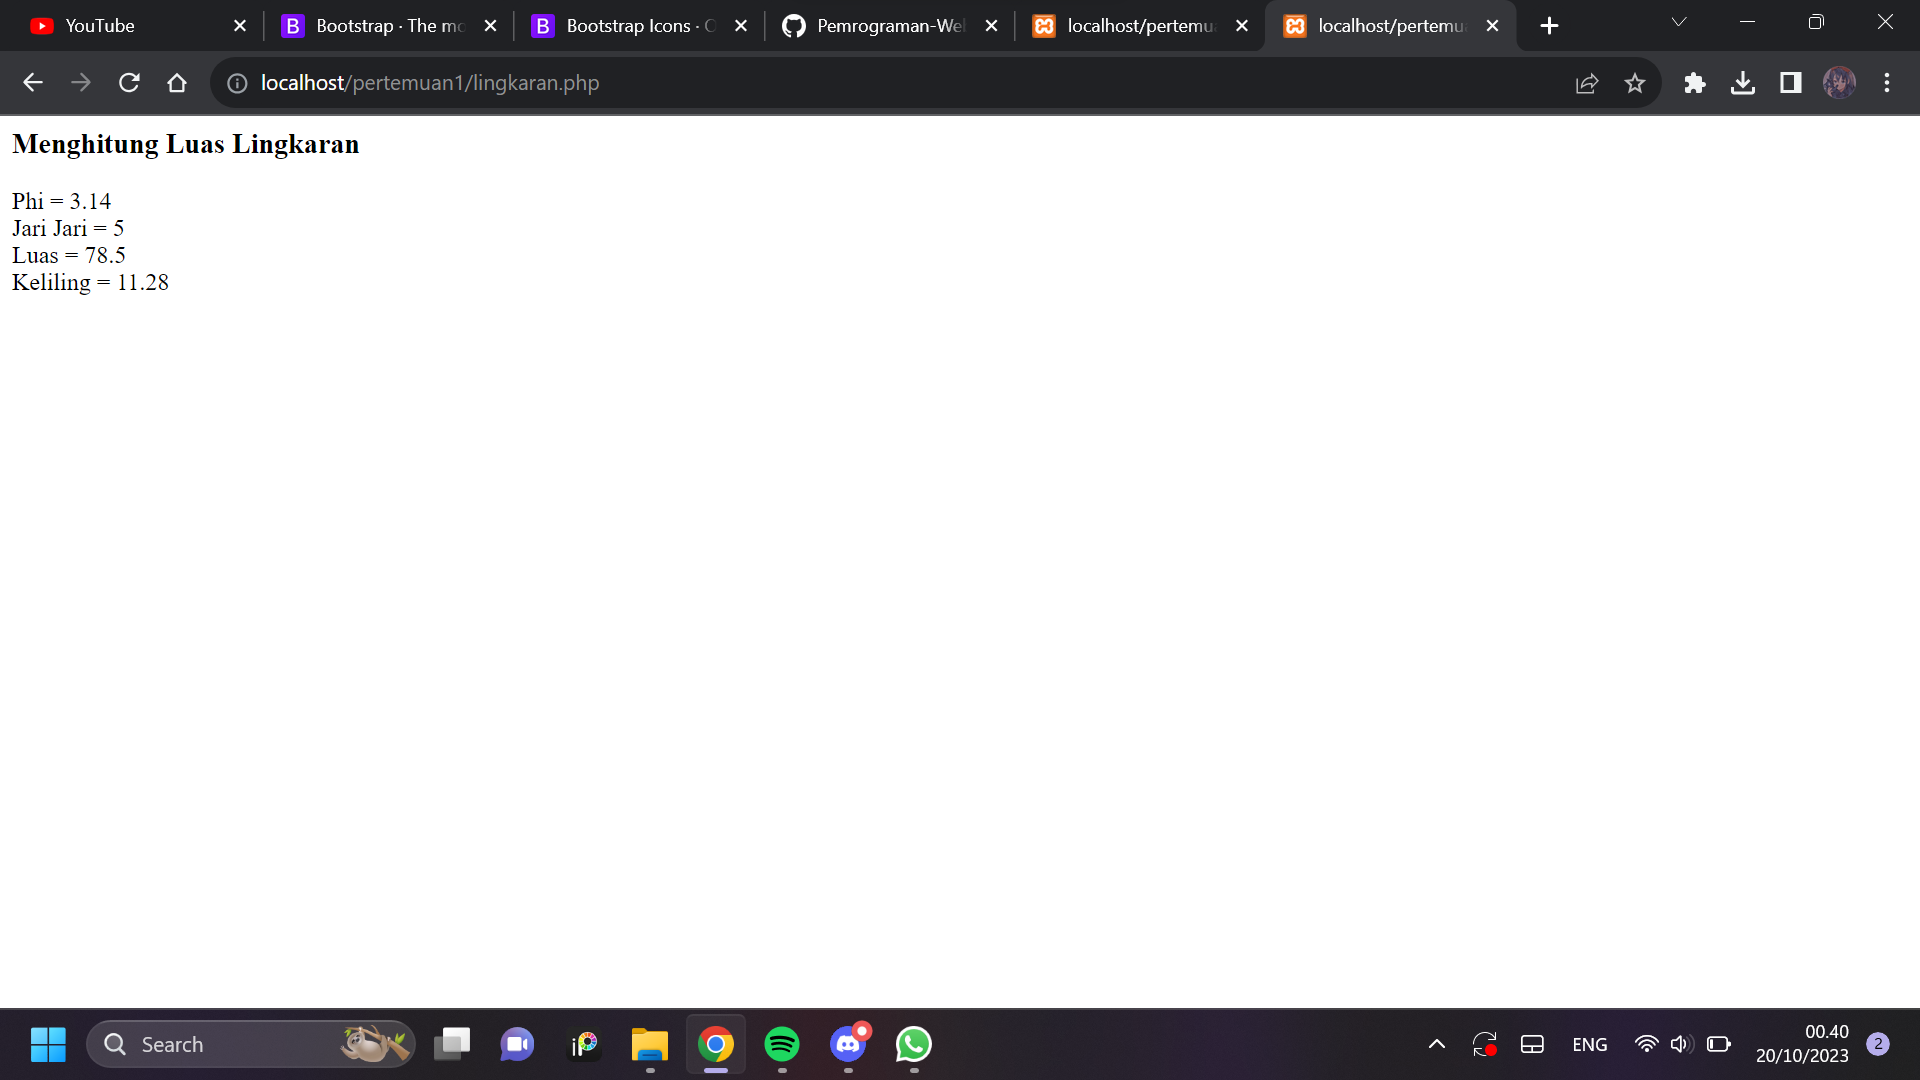 YouTube
Bootstrap · The mo
Bootstrap Icons · O
Pemrograman-We
localhost/pertemu
localhost/pertemu
localhost/pertemuan1/lingkaran.php
Menghitung Luas Lingkaran
Phi = 3.14
Jari Jari = 5
Luas = 78.5
Keliling = 11.28
Search
ENG
00.40
20/10/2023
2